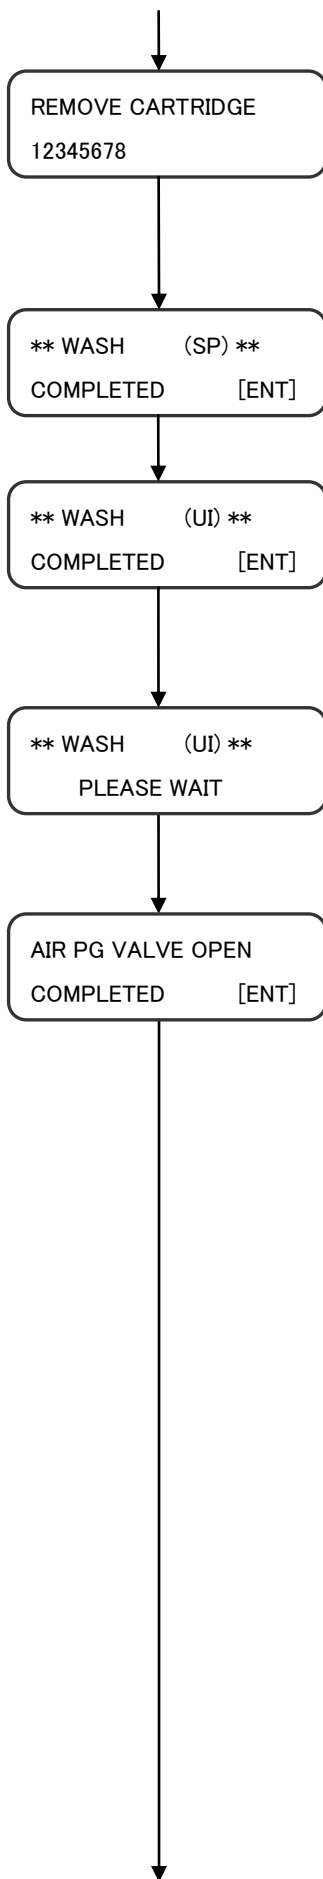 REMOVE CARTRIDGE
12345678
** WASH (SP) **
COMPLETED [ENT]
** WASH (UI) **
COMPLETED [ENT]
** WASH (UI) **
PLEASE WAIT
AIR PG VALVE OPEN
COMPLETED [ENT]